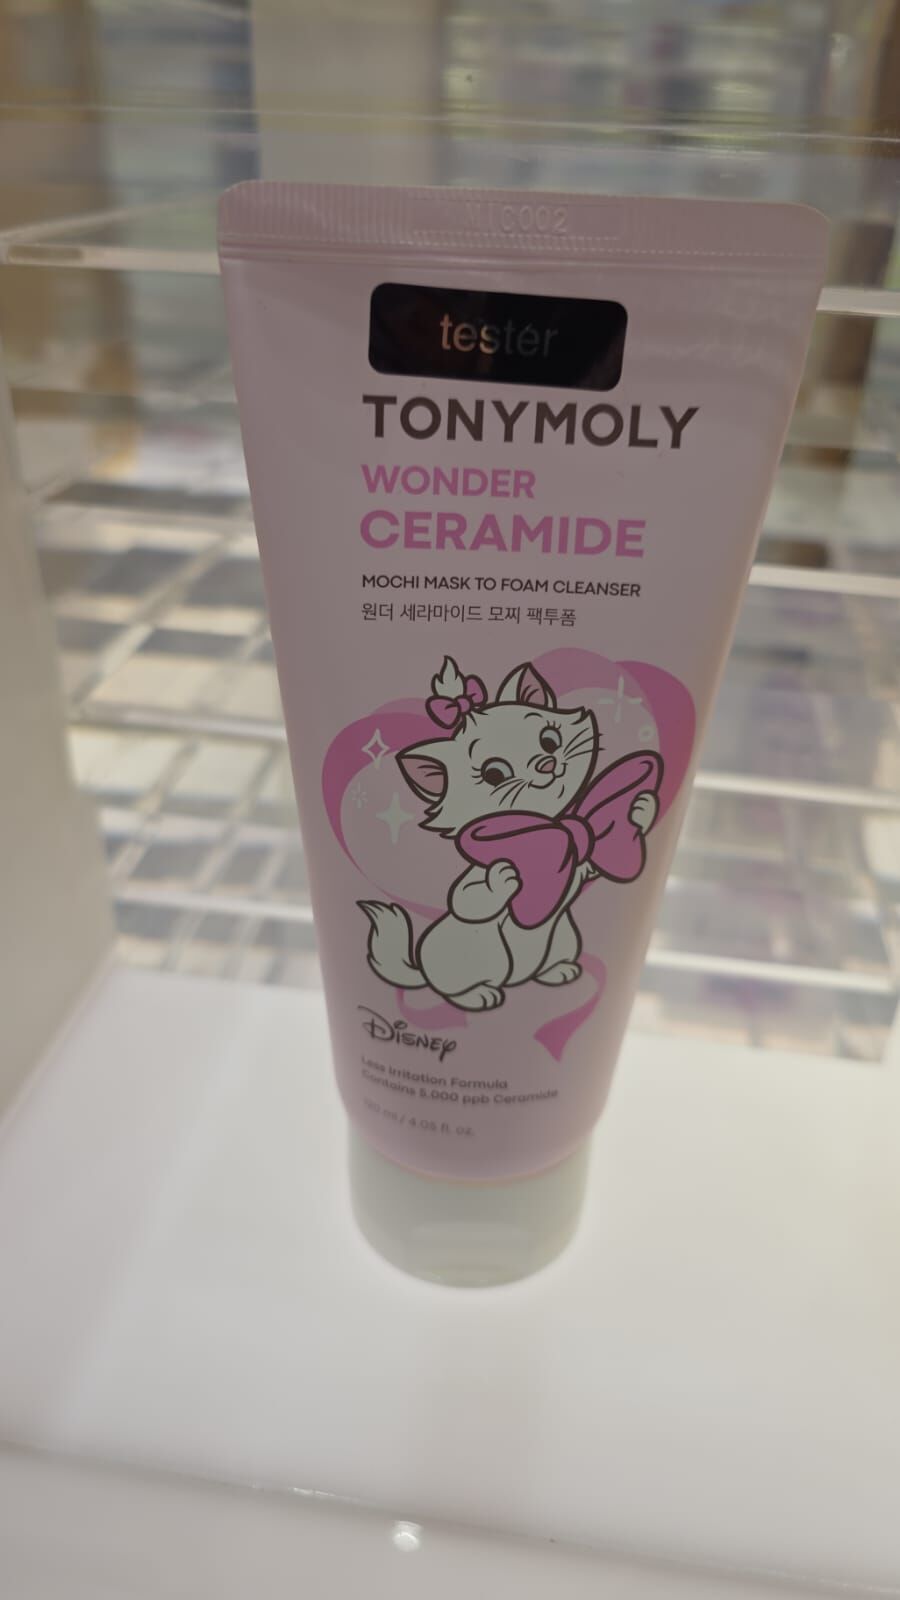 tester
TONYMOLY
WONDER
CERAMIDE
MOCHI MASK TO FOAM CLEANSER
원더 세라마이드 모찌 팩투폼
Disney
Less Irritation Formula
Contains 5,000 ppb Ceramide
120 ml / 4.05 fl. oz.